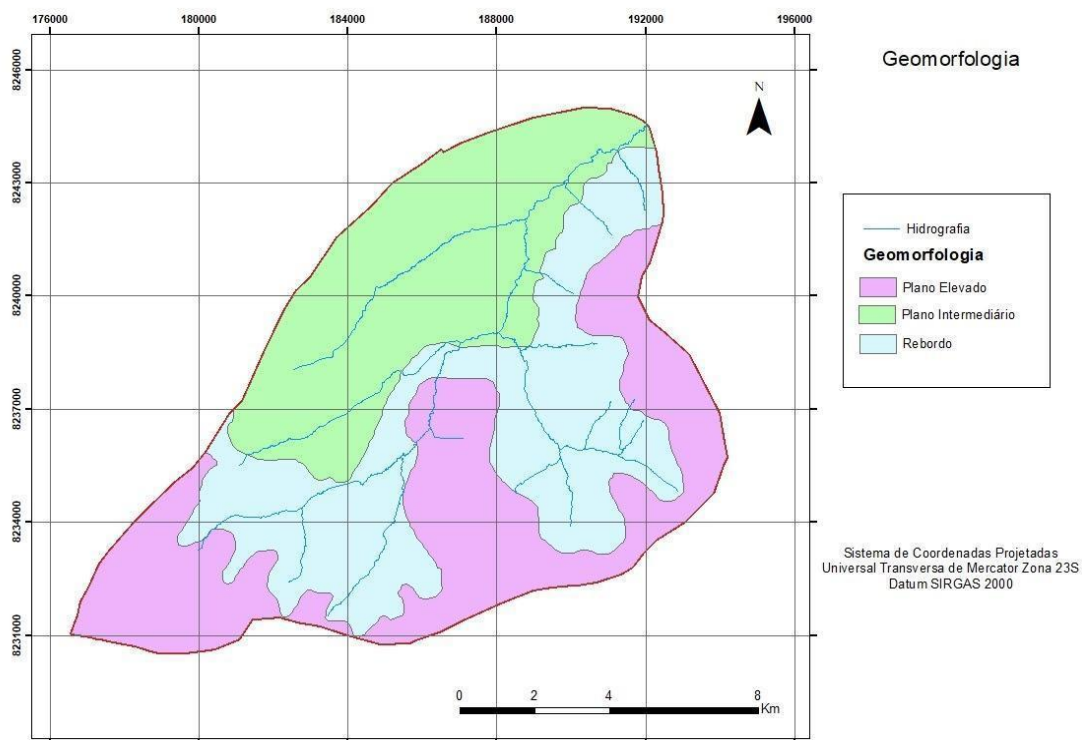 176000 180000 184000 188000 192000 196000
Geomorfologia
8246000
N
8243000
Hidrografia
Geomorfologia
Plano Elevado
Plano Intermediário
Rebordo
8240000
8237000
8234000
Sistema de Coordenadas Projetadas
Universal Transversa de Mercator Zona 23S
Datum SIRGAS 2000
8231000
0 2 4 8
Km